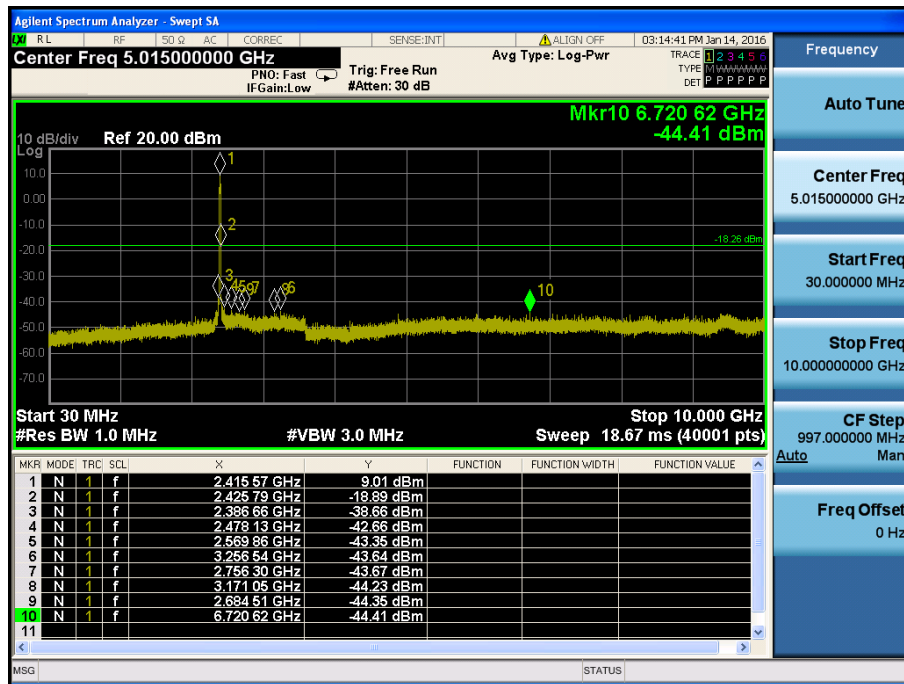 Agilent Spectrum Analyzer - Swept SA
LXI RL RF 50 Ω AC CORREC SENSE:INT ALIGN OFF 03:14:41 PM Jan 14, 2016
Center Freq 5.015000000 GHz
Avg Type: Log-Pwr
TRACE 1 2 3 4 5 6
PNO: Fast
Trig: Free Run
TYPE MWWWWW
IFGain:Low
#Atten: 30 dB
DET P P P P P P
Mkr10 6.720 62 GHz
-44.41 dBm
10 dB/div Ref 20.00 dBm
Log
10.0
0.00
-10.0
-20.0
-30.0
-40.0
-50.0
-60.0
-70.0
1
2
-18.26 dBm
3
10
Start 30 MHz Stop 10.000 GHz
#Res BW 1.0 MHz #VBW 3.0 MHz Sweep 18.67 ms (40001 pts)
MKR MODE TRC SCL X Y FUNCTION FUNCTION WIDTH FUNCTION VALUE
1 N 1 f 2.415 57 GHz 9.01 dBm
2 N 1 f 2.425 79 GHz -18.89 dBm
3 N 1 f 2.386 66 GHz -38.66 dBm
4 N 1 f 2.478 13 GHz -42.66 dBm
5 N 1 f 2.569 86 GHz -43.35 dBm
6 N 1 f 3.256 54 GHz -43.64 dBm
7 N 1 f 2.756 30 GHz -43.67 dBm
8 N 1 f 3.171 05 GHz -44.23 dBm
9 N 1 f 2.684 51 GHz -44.35 dBm
10 N 1 f 6.720 62 GHz -44.41 dBm
11
MSG STATUS
Frequency
Auto Tune
Center Freq
5.015000000 GHz
Start Freq
30.000000 MHz
Stop Freq
10.000000000 GHz
CF Step
997.000000 MHz
Auto Man
Freq Offset
0 Hz